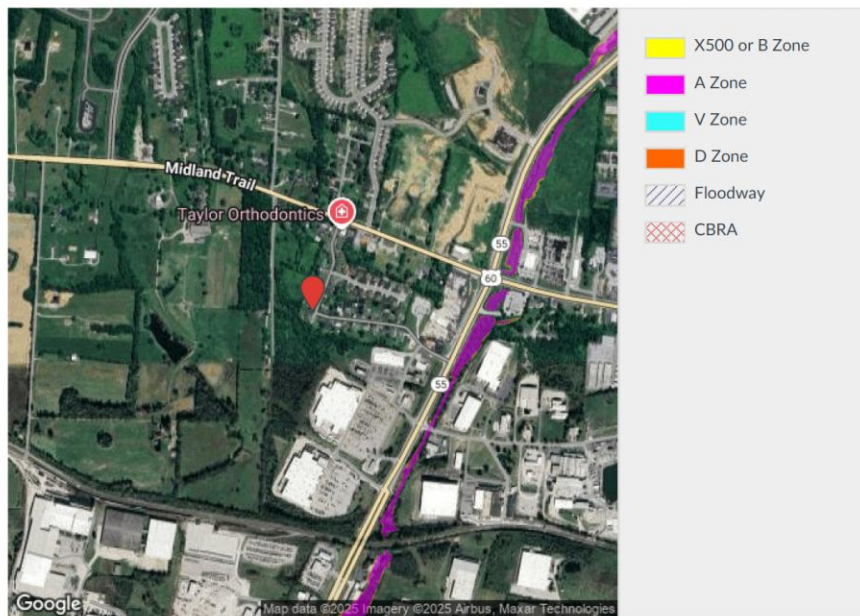 Midland Trail
Taylor Orthodontics
55
60
55
Google
Map data ©2025 Imagery ©2025 Airbus, Maxar Technologies
X500 or B Zone
A Zone
V Zone
D Zone
Floodway
CBRA